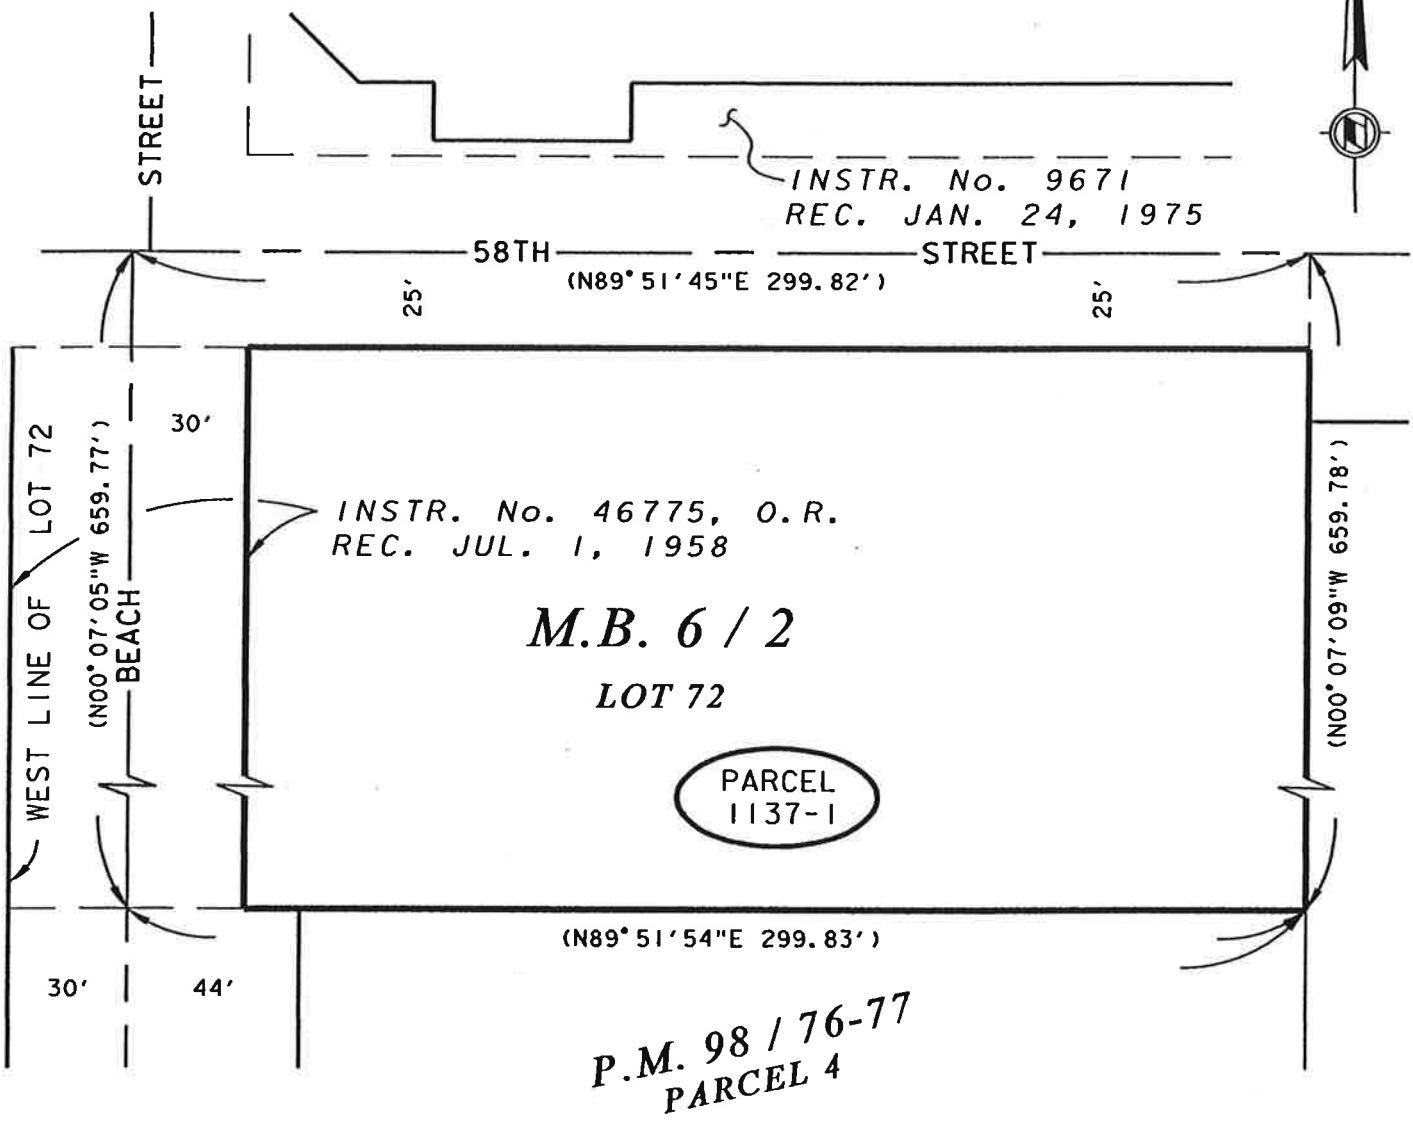 STREET
INSTR. No. 9671
REC. JAN. 24, 1975
58TH STREET
(N89°51'45"E 299.82')
25'
25'
30'
WEST LINE OF LOT 72
(N00°07'05"W 659.77')
BEACH
INSTR. No. 46775, O.R.
REC. JUL. 1, 1958
M.B. 6 / 2
LOT 72
PARCEL
1137-1
(N00°07'09"W 659.78')
(N89°51'54"E 299.83')
30'
44'
P.M. 98 / 76-77
PARCEL 4